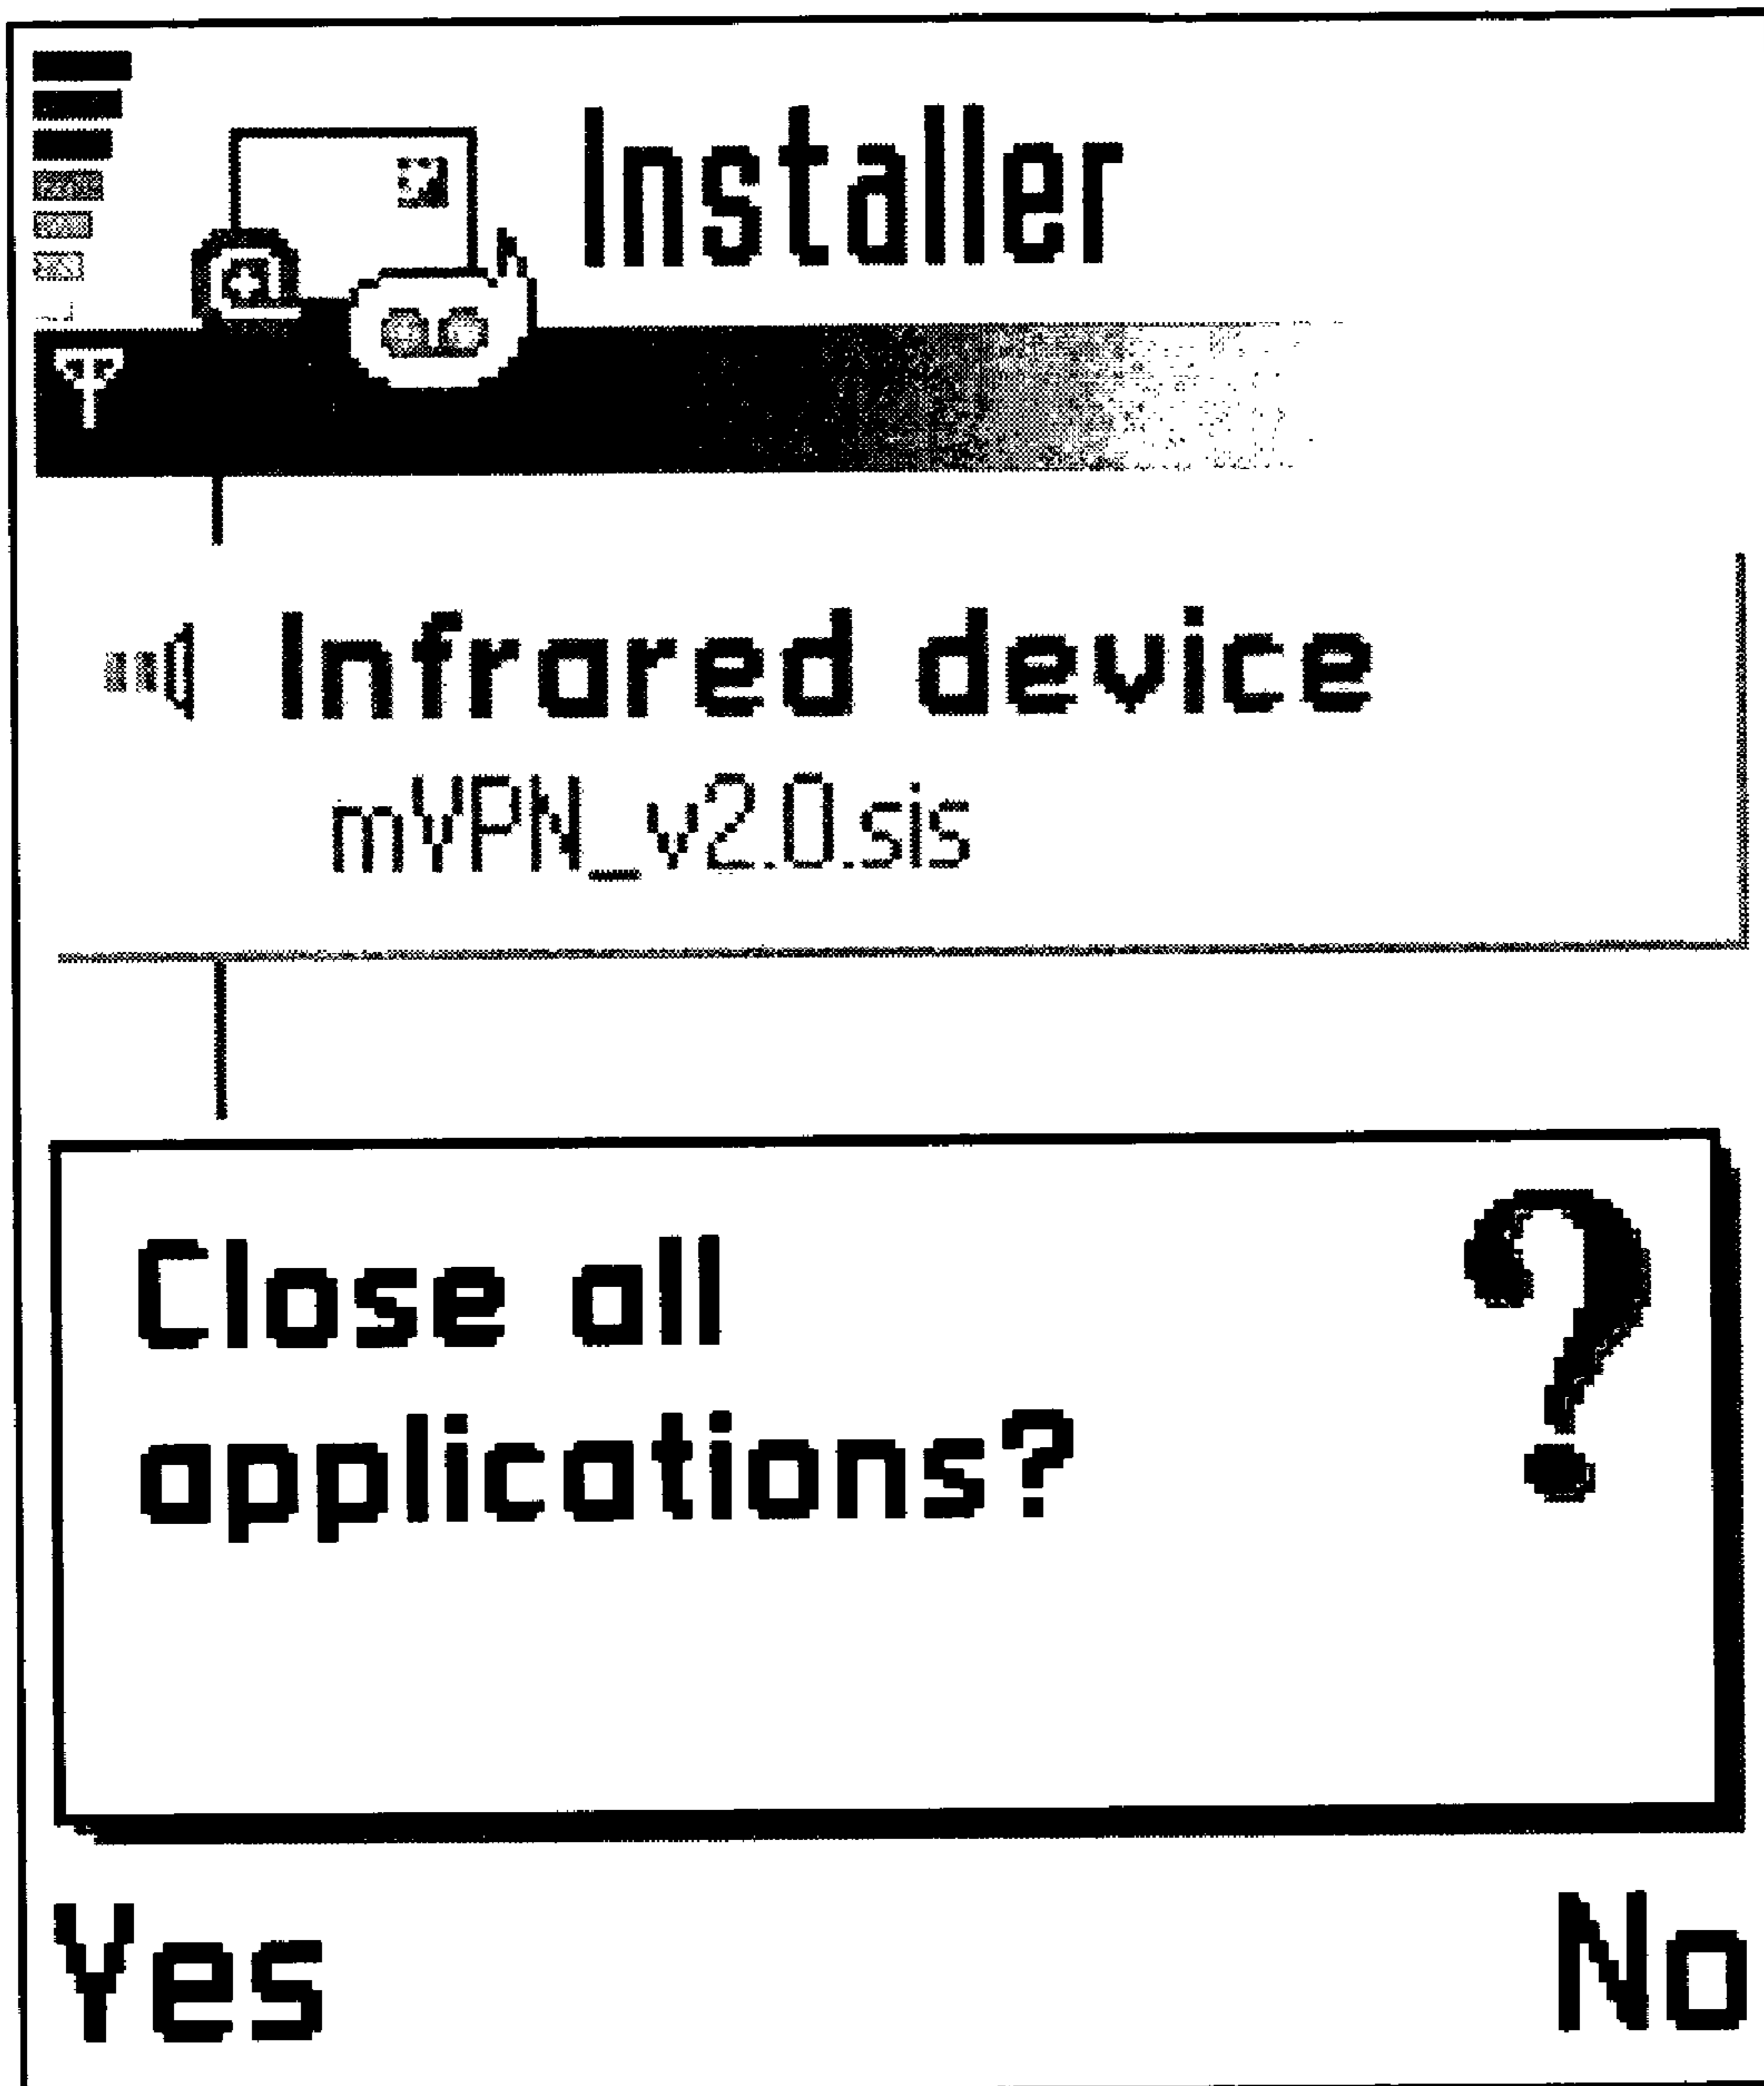 Installer
Infrared device
mVPN_v2.0.sis
Close all
applications?
Yes
No